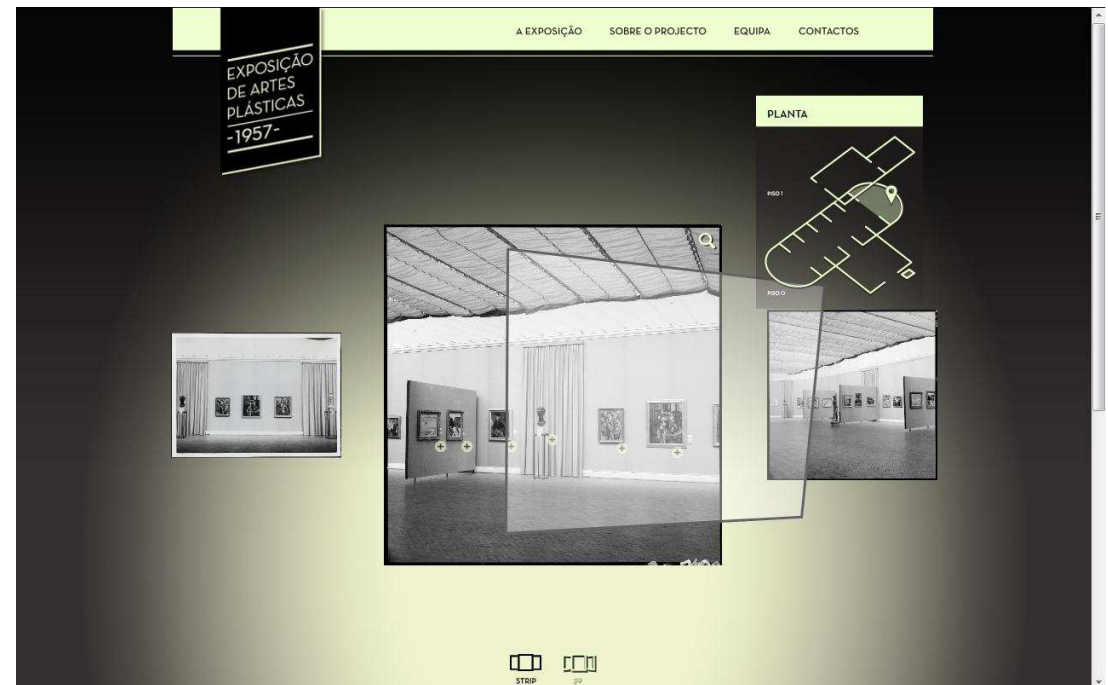 A EXPOSIÇÃO SOBRE O PROJECTO EQUIPA CONTACTOS
EXPOSIÇÃO
DE ARTES
PLÁSTICAS
-1957-
PLANTA
PISO 1
PISO 0
STRIP